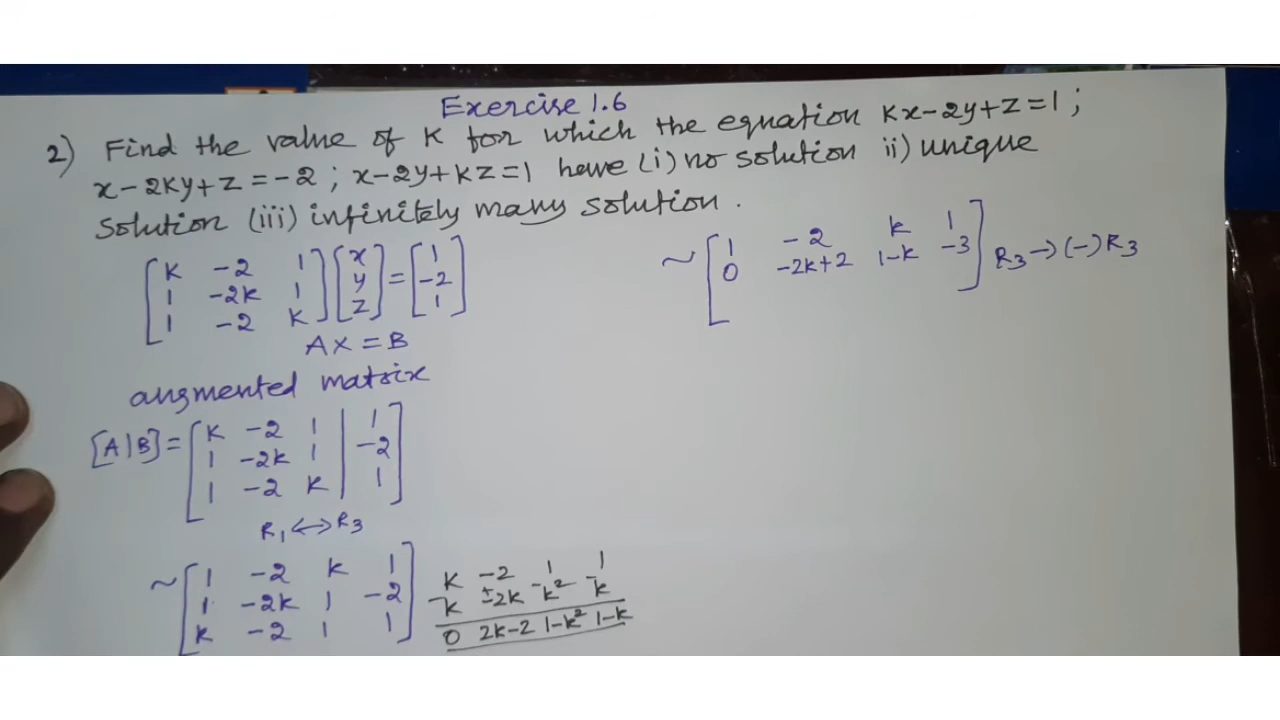 Exercise 1.6
2) Find the value of K for which the equation Kx-2y+z=1;
x-2Ky+z=-2; x-2y+Kz=1 have (i) no solution ii) unique
solution (iii) infinitely many solution.
[K -2 1] [x] = [1]
[1 -2k 1] [y] = [-2]
[1 -2 k] [z] = [1]
AX = B
augmented matrix
[A|B] = [K -2 1 | 1]
[1 -2k 1 | -2]
[1 -2 k | 1]
R₁ ↔ R₃
~ [1 -2 k 1]
[1 -2k 1 -2]
[k -2 1 1]
k -2 1 1
-k ±2k -k² -k
0 2k-2 1-k² 1-k
~ [1 -2 k 1]
[0 -2k+2 1-k -3] R₃→(-)R₃